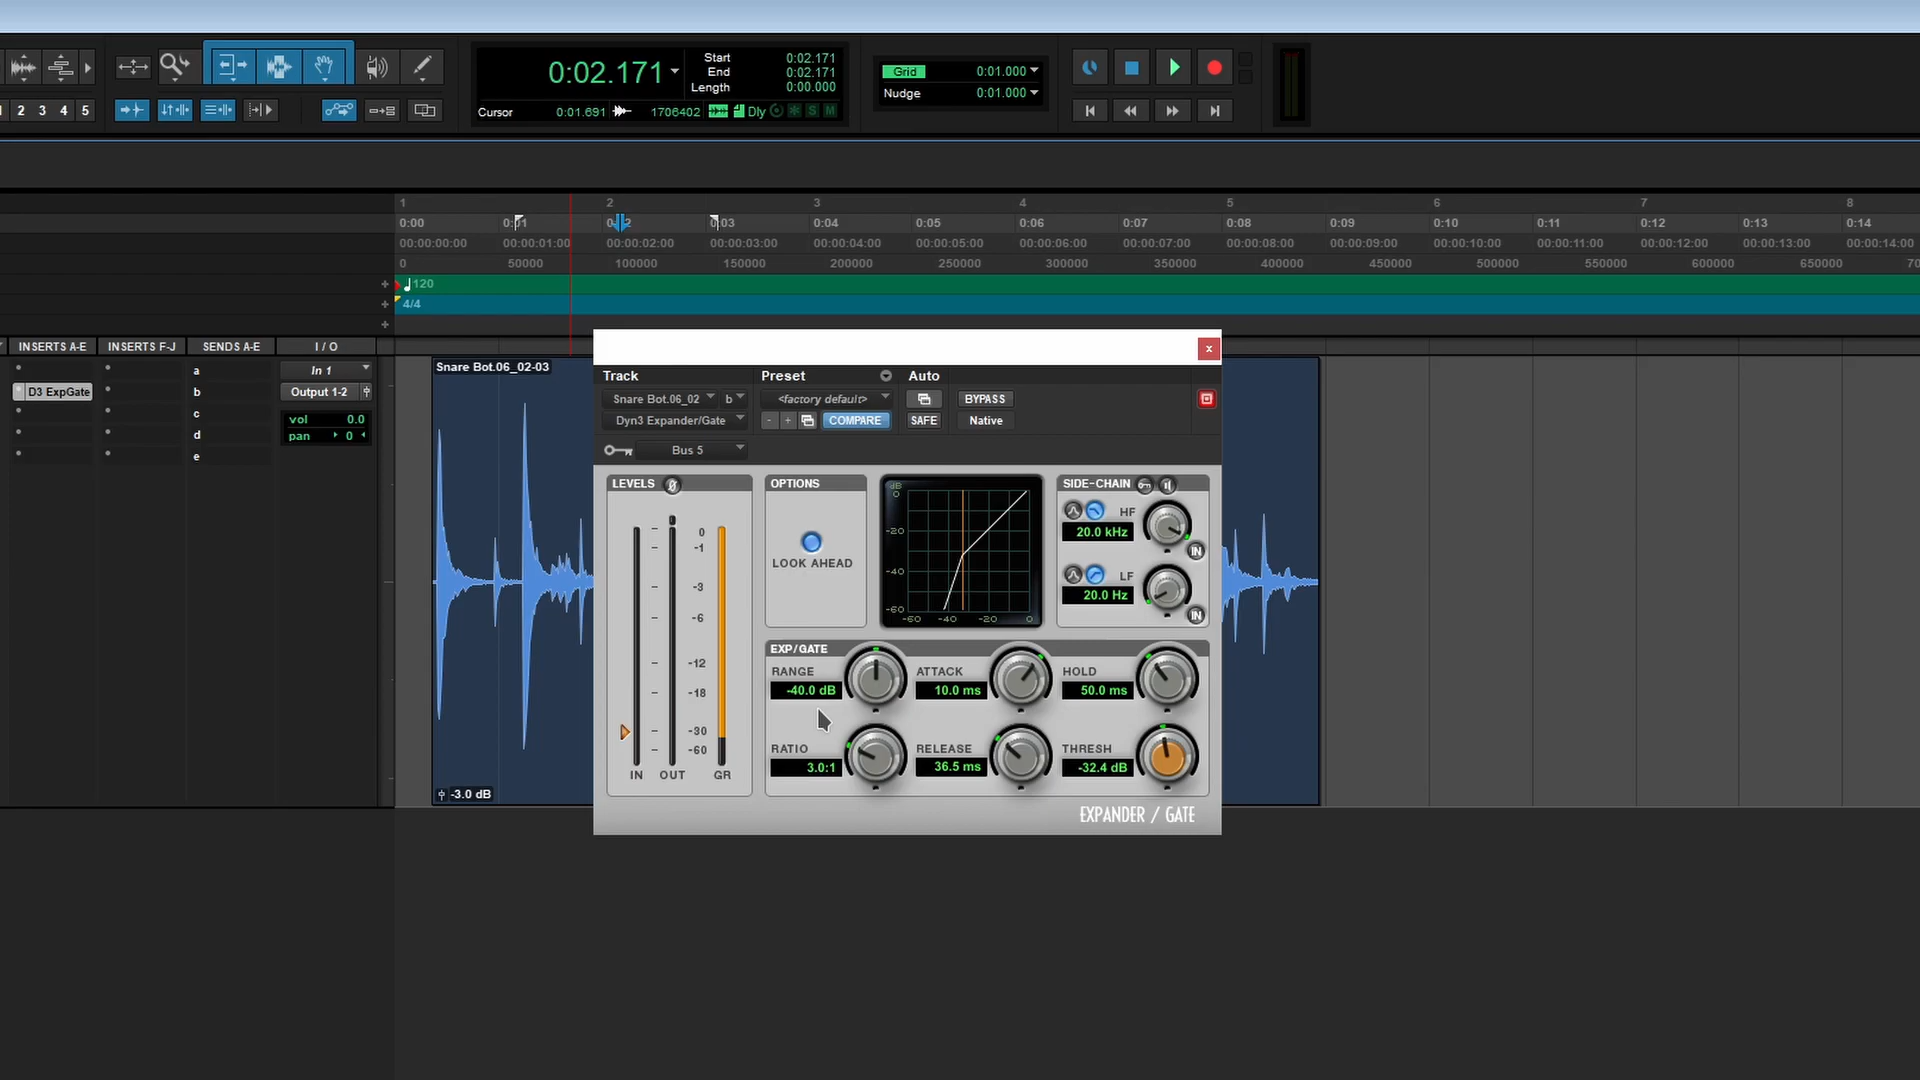 0:02.171
Start 0:02.171
End 0:02.171
Length 0:00.000
Cursor 0:01.691 1706402 Dly S M
Grid 0:01.000
Nudge 0:01.000
2 3 4 5
1 2 3 4 5 6 7 8
0:00 0:01 0:02 0:03 0:04 0:05 0:06 0:07 0:08 0:09 0:10 0:11 0:12 0:13 0:14
00:00:00:00 00:00:01:00 00:00:02:00 00:00:03:00 00:00:04:00 00:00:05:00 00:00:06:00 00:00:07:00 00:00:08:00 00:00:09:00 00:00:10:00 00:00:11:00 00:00:12:00 00:00:13:00 00:00:14:00
0 50000 100000 150000 200000 250000 300000 350000 400000 450000 500000 550000 600000 650000 70
120
4/4
INSERTS A-E INSERTS F-J SENDS A-E I / O
D3 ExpGate
a
b
c
d
e
In 1
Output 1-2
vol 0.0
pan 0
Snare Bot.06_02-03
-3.0 dB
x
Track Preset Auto
Snare Bot.06_02 b <factory default> BYPASS
Dyn3 Expander/Gate - + COMPARE SAFE Native
Bus 5
LEVELS
0
-1
-3
-6
-12
-18
-30
-60
IN OUT GR
OPTIONS
LOOK AHEAD
dB
0
-20
-40
-60
-60 -40 -20 0
SIDE-CHAIN
HF
20.0 kHz
IN
LF
20.0 Hz
IN
EXP/GATE
RANGE ATTACK HOLD
-40.0 dB 10.0 ms 50.0 ms
RATIO RELEASE THRESH
3.0:1 36.5 ms -32.4 dB
EXPANDER / GATE